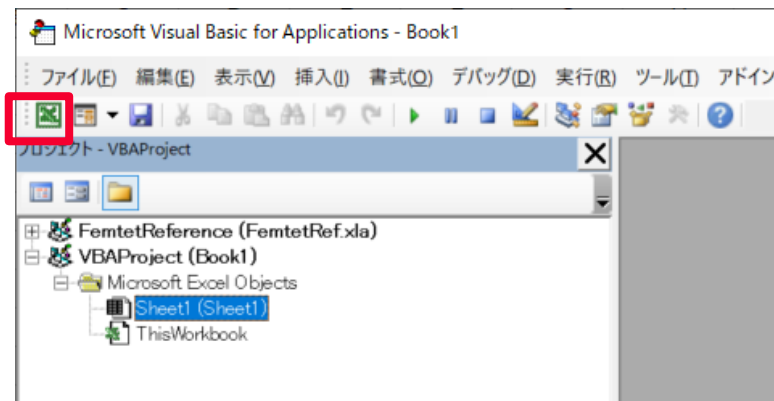 Microsoft Visual Basic for Applications - Book1
ファイル(F) 編集(E) 表示(V) 挿入(I) 書式(O) デバッグ(D) 実行(R) ツール(T) アドイン
プロジェクト - VBAProject
FemtetReference (FemtetRef.xla)
VBAProject (Book1)
Microsoft Excel Objects
Sheet1 (Sheet1)
ThisWorkbook